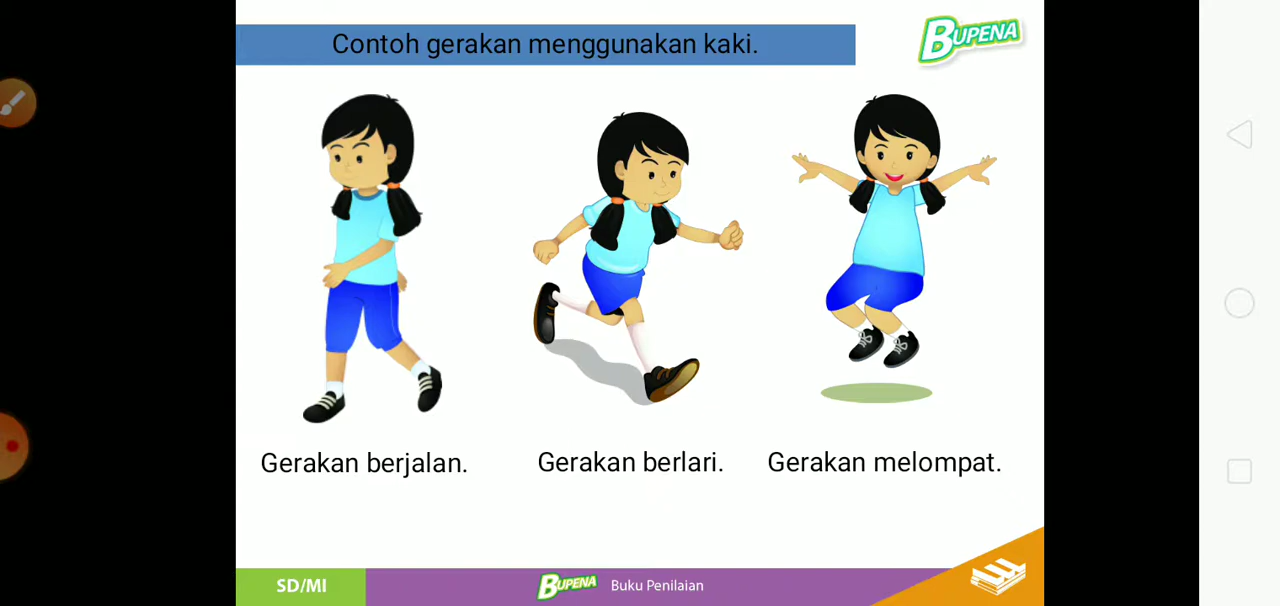 Contoh gerakan menggunakan kaki.
BUPENA
Gerakan berjalan.
Gerakan berlari.
Gerakan melompat.
SD/MI
BUPENA
Buku Penilaian